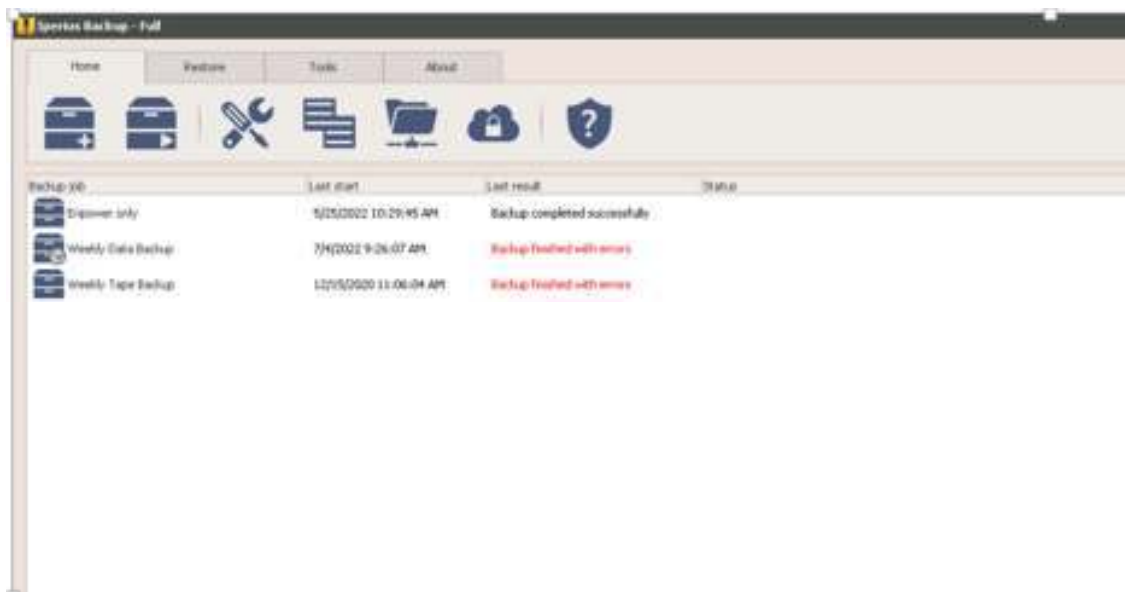 Iperius Backup - Full
Home Restore Tools About
Backup job Last start Last result Status
Enpower only 5/25/2022 10:29:45 AM Backup completed successfully
Weekly Data Backup 7/4/2022 9:26:07 AM Backup finished with errors
Weekly Tape Backup 12/15/2020 11:06:04 AM Backup finished with errors